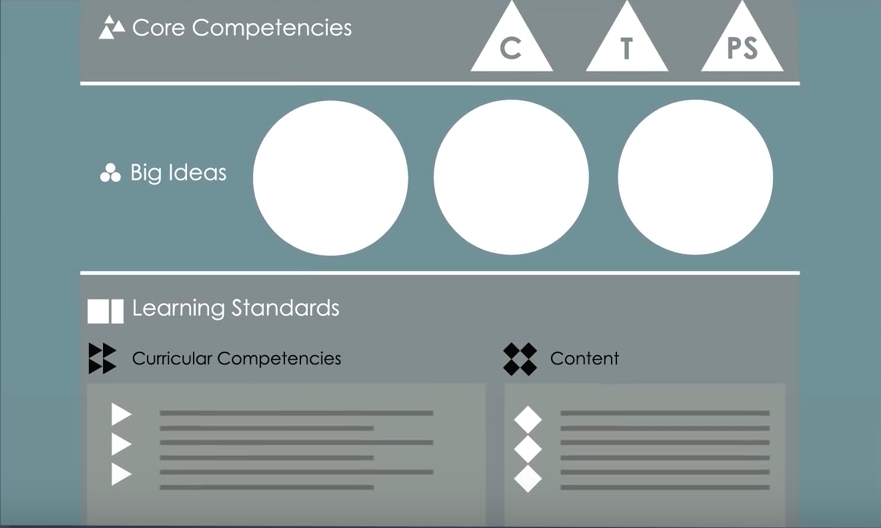 Core Competencies
C T PS
Big Ideas
Learning Standards
Curricular Competencies
Content